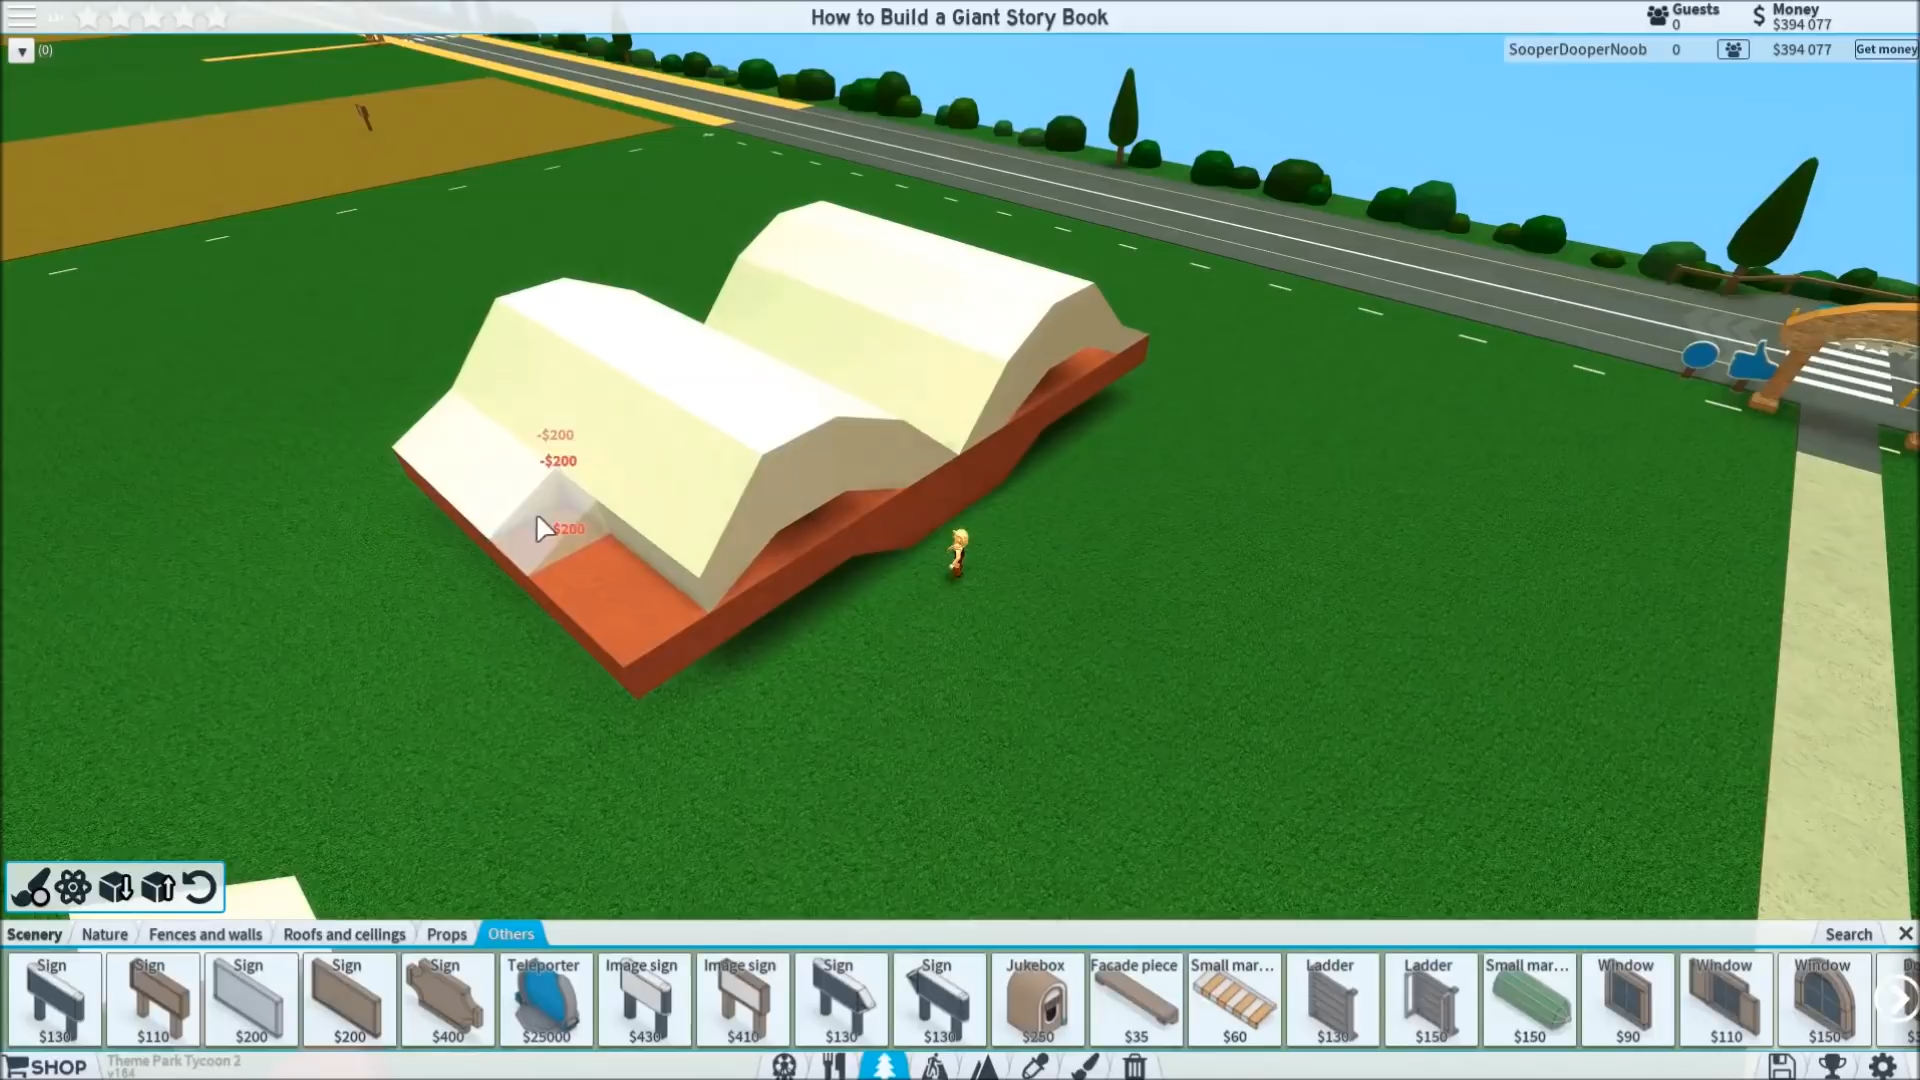 How to Build a Giant Story Book
Guests
0
$ Money
$394 077
(0)
SooperDooperNoob 0 $394 077 Get money
-$200
-$200
$200
Scenery Nature Fences and walls Roofs and ceilings Props Others Search
Sign Sign Sign Sign Sign Teleporter Image sign Image sign Sign Sign Jukebox Facade piece Small mar... Ladder Ladder Small mar... Window Window Window
$130 $110 $200 $200 $400 $25000 $430 $410 $130 $130 $250 $35 $60 $130 $150 $150 $90 $110 $150
SHOP Theme Park Tycoon 2
v164